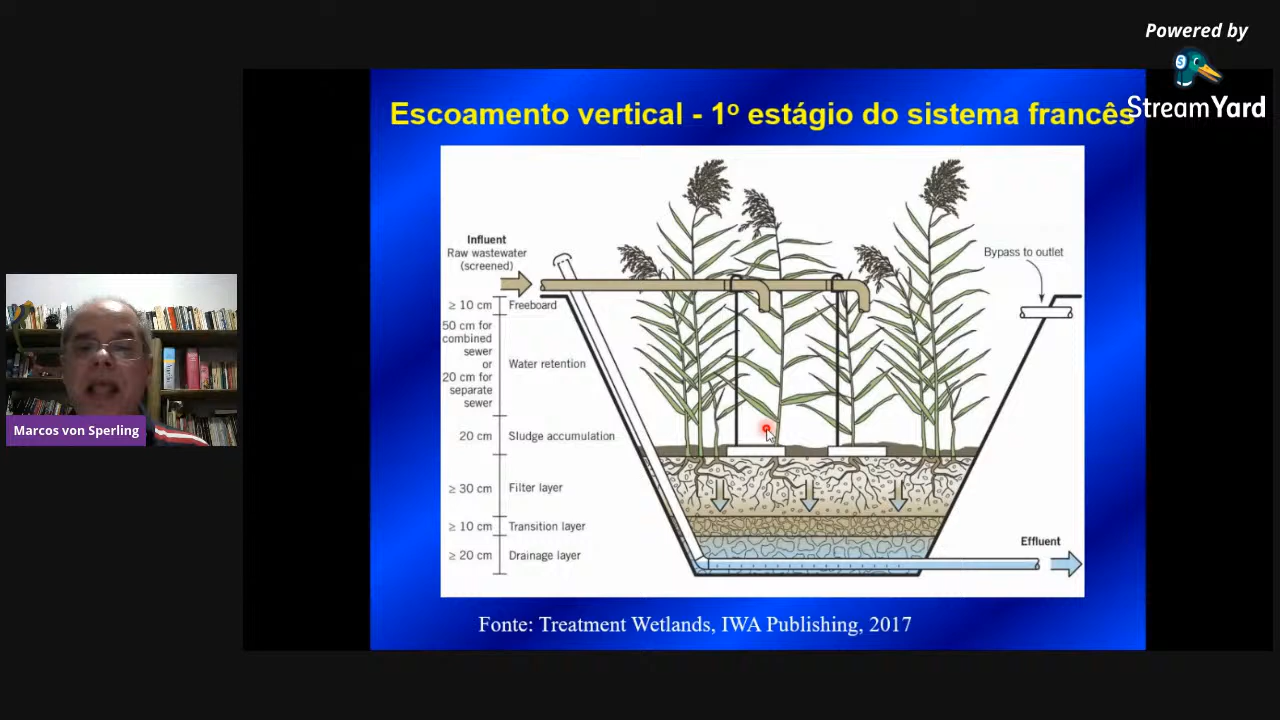 Powered by
StreamYard
Escoamento vertical - 1º estágio do sistema francês
Influent
Raw wastewater
(screened)
Bypass to outlet
≥ 10 cm Freeboard
50 cm for
combined
sewer
or
20 cm for
separate
sewer
Water retention
20 cm Sludge accumulation
≥ 30 cm Filter layer
≥ 10 cm Transition layer
≥ 20 cm Drainage layer
Effluent
Fonte: Treatment Wetlands, IWA Publishing, 2017
Marcos von Sperling